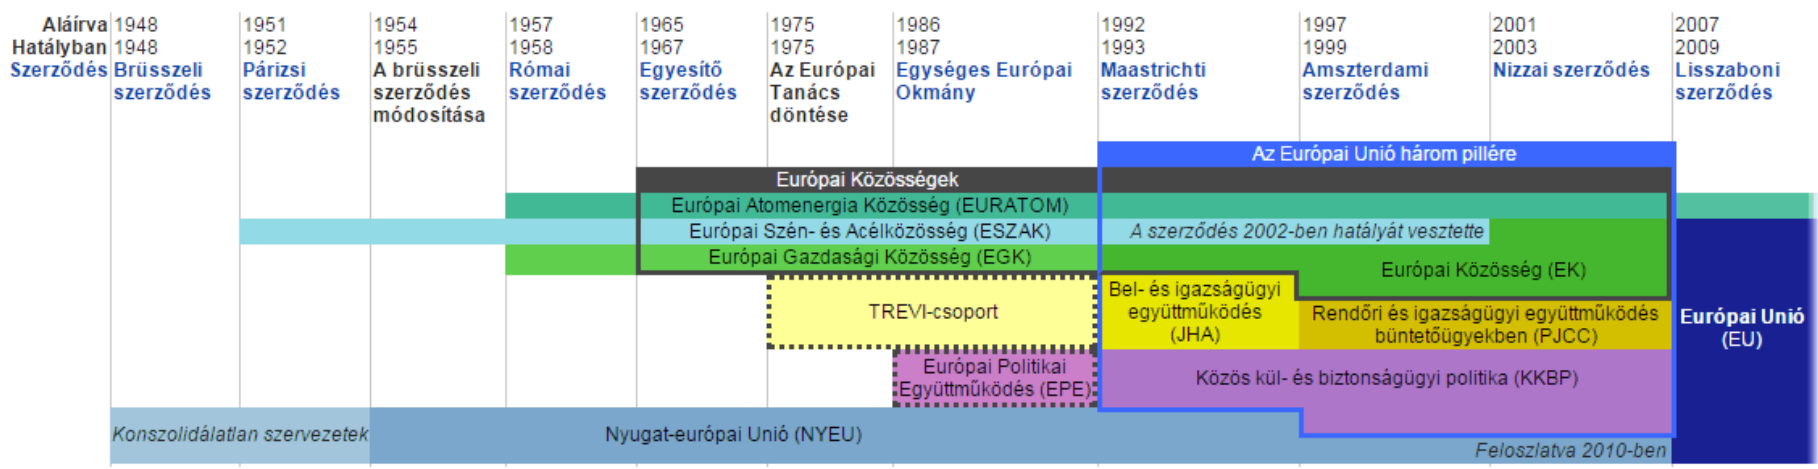 Aláírva 1948 1951 1954 1957 1965 1975 1986 1992 1997 2001 2007
Hatályban 1948 1952 1955 1958 1967 1975 1987 1993 1999 2003 2009
Szerződés Brüsszeli Párizsi A brüsszeli Római Egyesítő Az Európai Egységes Európai Maastrichti Amszterdami Nizzai szerződés Lisszaboni
szerződés szerződés szerződés szerződés szerződés Tanács Okmány szerződés szerződés szerződés
módosítása döntése
Az Európai Unió három pillére
Európai Közösségek
Európai Atomenergia Közösség (EURATOM)
Európai Szén- és Acélközösség (ESZAK) A szerződés 2002-ben hatályát vesztette
Európai Gazdasági Közösség (EGK)
Európai Közösség (EK)
TREVI-csoport
Bel- és igazságügyi
együttműködés
(JHA)
Rendőri és igazságügyi együttműködés
büntetőügyekben (PJCC)
Európai Unió
(EU)
Európai Politikai
Együttműködés (EPE)
Közös kül- és biztonságügyi politika (KKBP)
Konszolidálatlan szervezetek
Nyugat-európai Unió (NYEU)
Feloszlatva 2010-ben